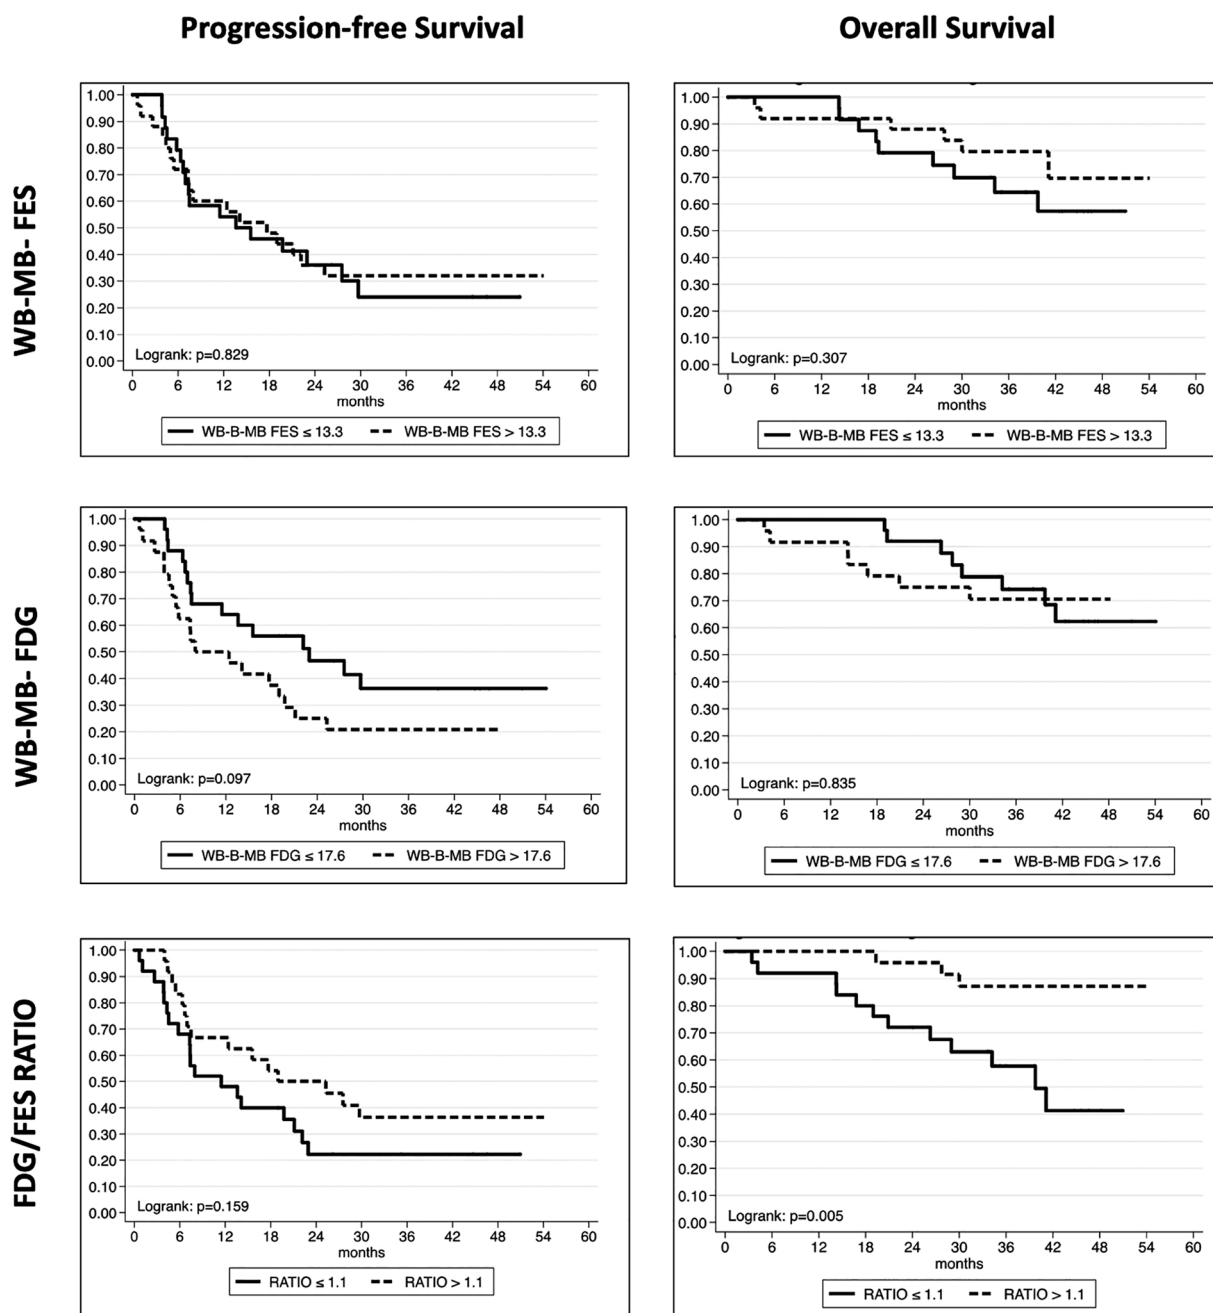 Progression-free Survival
Overall Survival
WB-MB- FES
1.00
0.90
0.80
0.70
0.60
0.50
0.40
0.30
0.20
0.10
0.00
Logrank: p=0.829
0 6 12 18 24 30 36 42 48 54 60
months
WB-B-MB FES ≤ 13.3 WB-B-MB FES > 13.3
1.00
0.90
0.80
0.70
0.60
0.50
0.40
0.30
0.20
0.10
0.00
Logrank: p=0.307
0 6 12 18 24 30 36 42 48 54 60
months
WB-B-MB FES ≤ 13.3 WB-B-MB FES > 13.3
WB-MB- FDG
1.00
0.90
0.80
0.70
0.60
0.50
0.40
0.30
0.20
0.10
0.00
Logrank: p=0.097
0 6 12 18 24 30 36 42 48 54 60
months
WB-B-MB FDG ≤ 17.6 WB-B-MB FDG > 17.6
1.00
0.90
0.80
0.70
0.60
0.50
0.40
0.30
0.20
0.10
0.00
Logrank: p=0.835
0 6 12 18 24 30 36 42 48 54 60
months
WB-B-MB FDG ≤ 17.6 WB-B-MB FDG > 17.6
FDG/FES RATIO
1.00
0.90
0.80
0.70
0.60
0.50
0.40
0.30
0.20
0.10
0.00
Logrank: p=0.159
0 6 12 18 24 30 36 42 48 54 60
months
RATIO ≤ 1.1 RATIO > 1.1
1.00
0.90
0.80
0.70
0.60
0.50
0.40
0.30
0.20
0.10
0.00
Logrank: p=0.005
0 6 12 18 24 30 36 42 48 54 60
months
RATIO ≤ 1.1 RATIO > 1.1